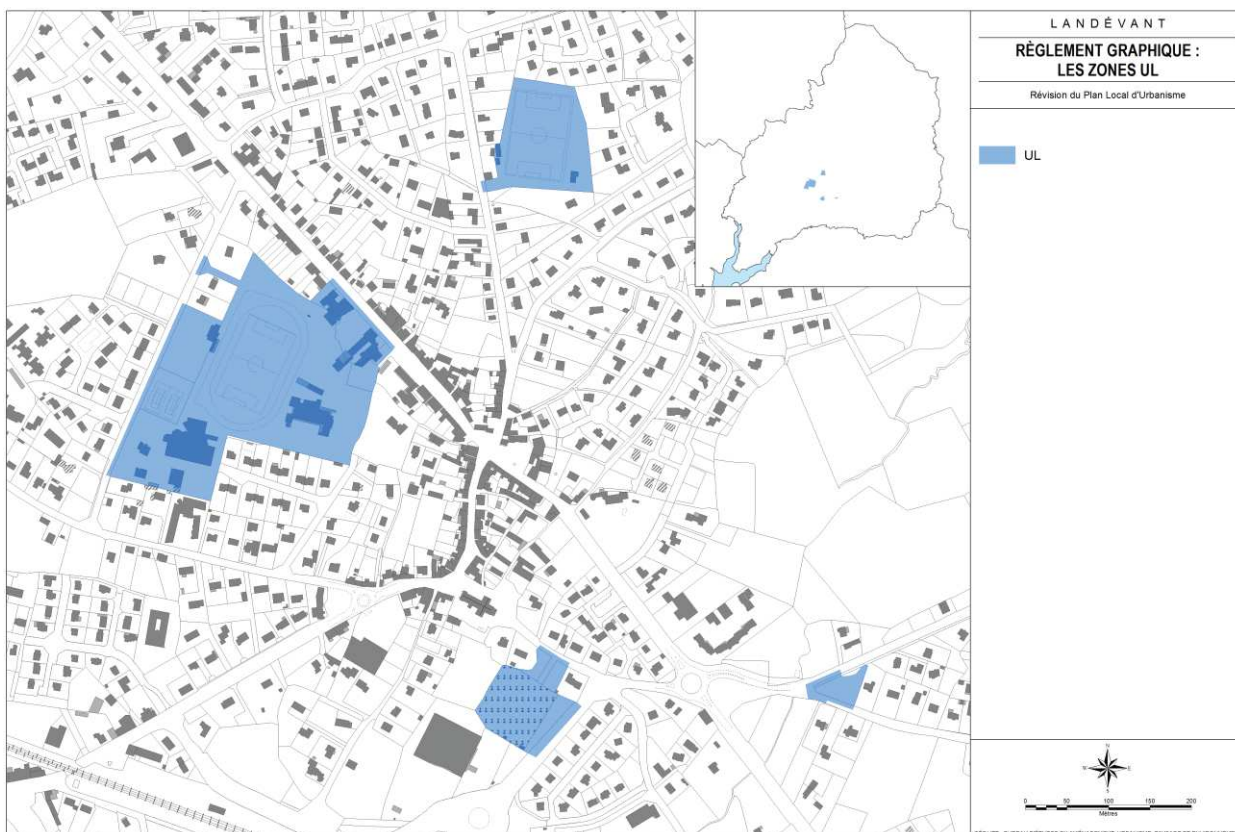 LANDÉVANT
RÈGLEMENT GRAPHIQUE :
LES ZONES UL
Révision du Plan Local d'Urbanisme
UL
N
W E
S
0 50 100 150 200
Mètres